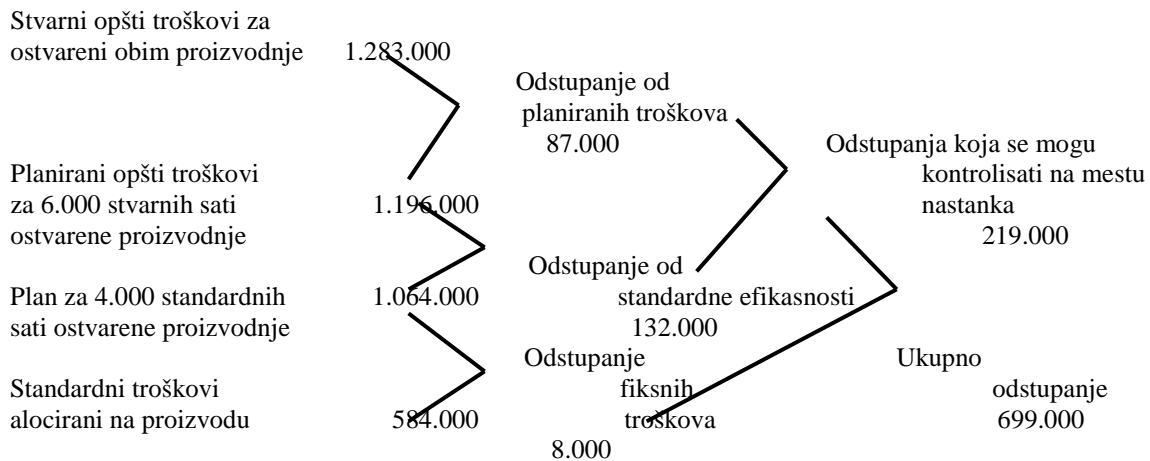 Stvarni opšti troškovi za
ostvareni obim proizvodnje 1.283.000
Odstupanje od
planiranih troškova
87.000
Odstupanja koja se mogu
kontrolisati na mestu
nastanka
219.000
Planirani opšti troškovi
za 6.000 stvarnih sati 1.196.000
ostvarene proizvodnje
Odstupanje od
standardne efikasnosti
132.000
Plan za 4.000 standardnih 1.064.000
sati ostvarene proizvodnje
Odstupanje
fiksnih
troškova
8.000
Ukupno
odstupanje
699.000
Standardni troškovi
alocirani na proizvodu 584.000